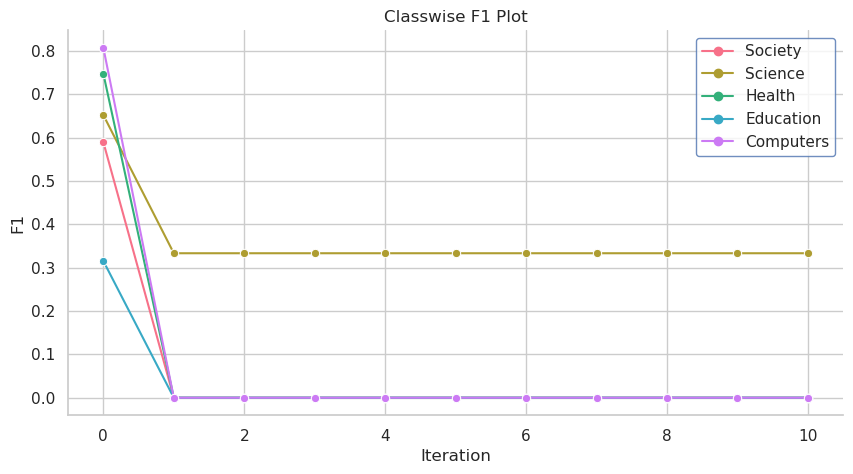 Classwise F1 Plot
Society
Science
Health
Education
Computers
F1
0.8
0.7
0.6
0.5
0.4
0.3
0.2
0.1
0.0
0 2 4 6 8 10
Iteration